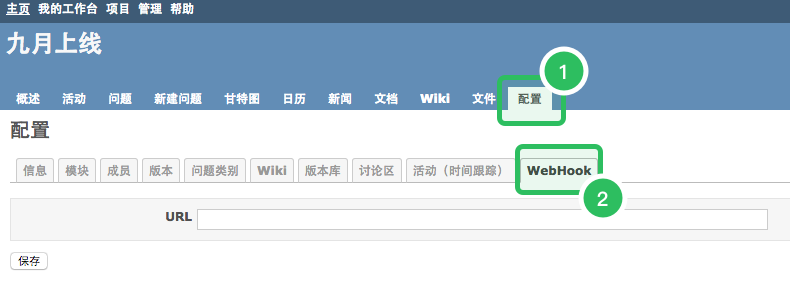 主页 我的工作台 项目 管理 帮助
九月上线
1
概述 活动 问题 新建问题 甘特图 日历 新闻 文档 Wiki 文件 配置
配置
信息 模块 成员 版本 问题类别 Wiki 版本库 讨论区 活动（时间跟踪） WebHook
2
URL
保存